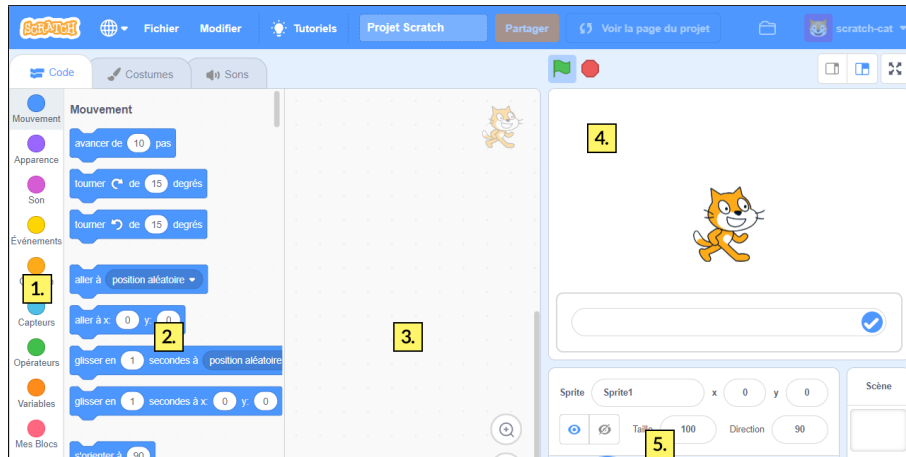 SCRATCH Fichier Modifier Tutoriels Projet Scratch Partager Voir la page du projet scratch-cat
Code Costumes Sons
Mouvement
Apparence
Son
Événements
1.
Capteurs
Opérateurs
Variables
Mes Blocs
Mouvement
avancer de 10 pas
tourner de 15 degrés
tourner de 15 degrés
aller à position aléatoire
aller à x: 0 y: 0
2.
glisser en 1 secondes à position aléatoire
glisser en 1 secondes à x: 0 y: 0
s'orienter à 90
3.
4.
Sprite Sprite1 x 0 y 0
Taille 100 Direction 90
5.
Scène